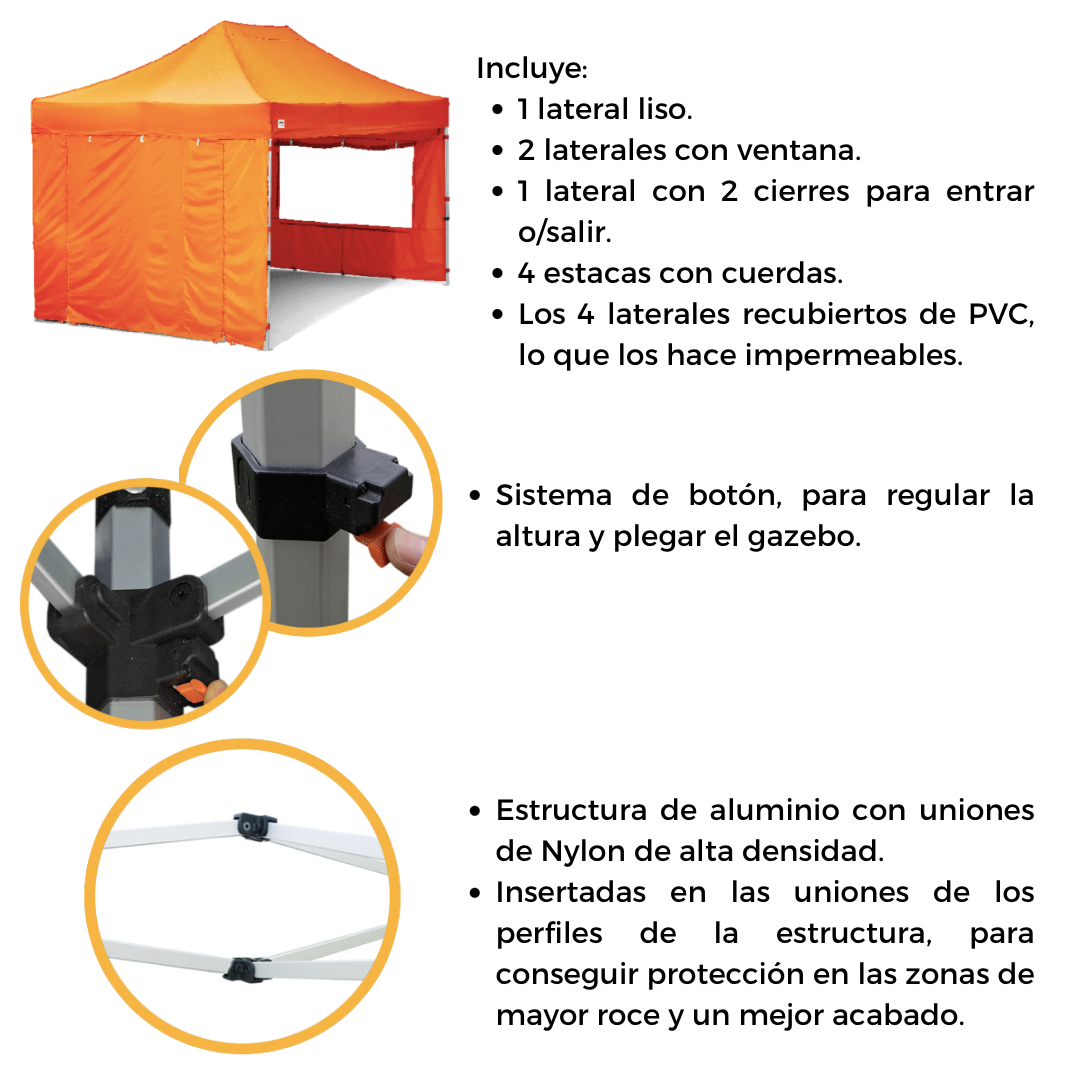 Incluye:
• 1 lateral liso.
• 2 laterales con ventana.
• 1 lateral con 2 cierres para entrar
o/salir.
• 4 estacas con cuerdas.
• Los 4 laterales recubiertos de PVC,
lo que los hace impermeables.
• Sistema de botón, para regular la
altura y plegar el gazebo.
• Estructura de aluminio con uniones
de Nylon de alta densidad.
• Insertadas en las uniones de los
perfiles de la estructura, para
conseguir protección en las zonas de
mayor roce y un mejor acabado.